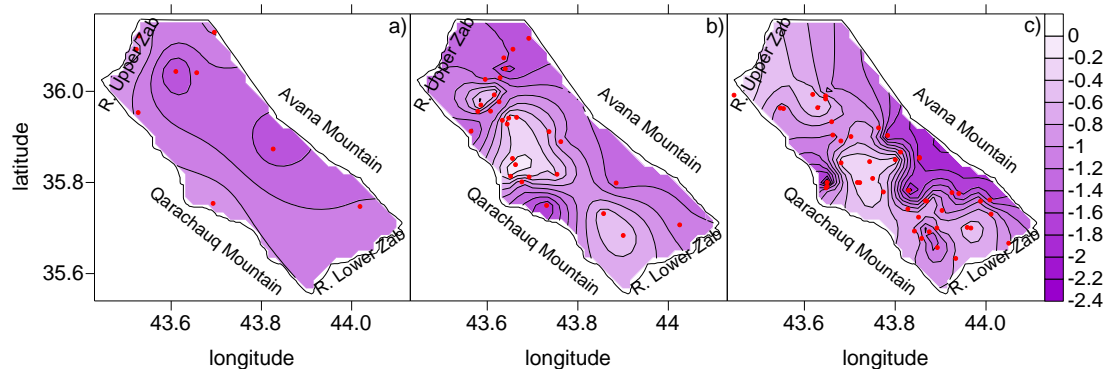 a)
R. Upper Zab
Avana Mountain
Qarachauq Mountain
R. Lower Zab
b)
R. Upper Zab
Avana Mountain
Qarachauq Mountain
R. Lower Zab
c)
R. Upper Zab
Avana Mountain
Qarachauq Mountain
R. Lower Zab
latitude
36.0
35.8
35.6
43.6 43.8 44.0
43.6 43.8 44
43.6 43.8 44.0
longitude
longitude
longitude
0
-0.2
-0.4
-0.6
-0.8
-1
-1.2
-1.4
-1.6
-1.8
-2
-2.2
-2.4